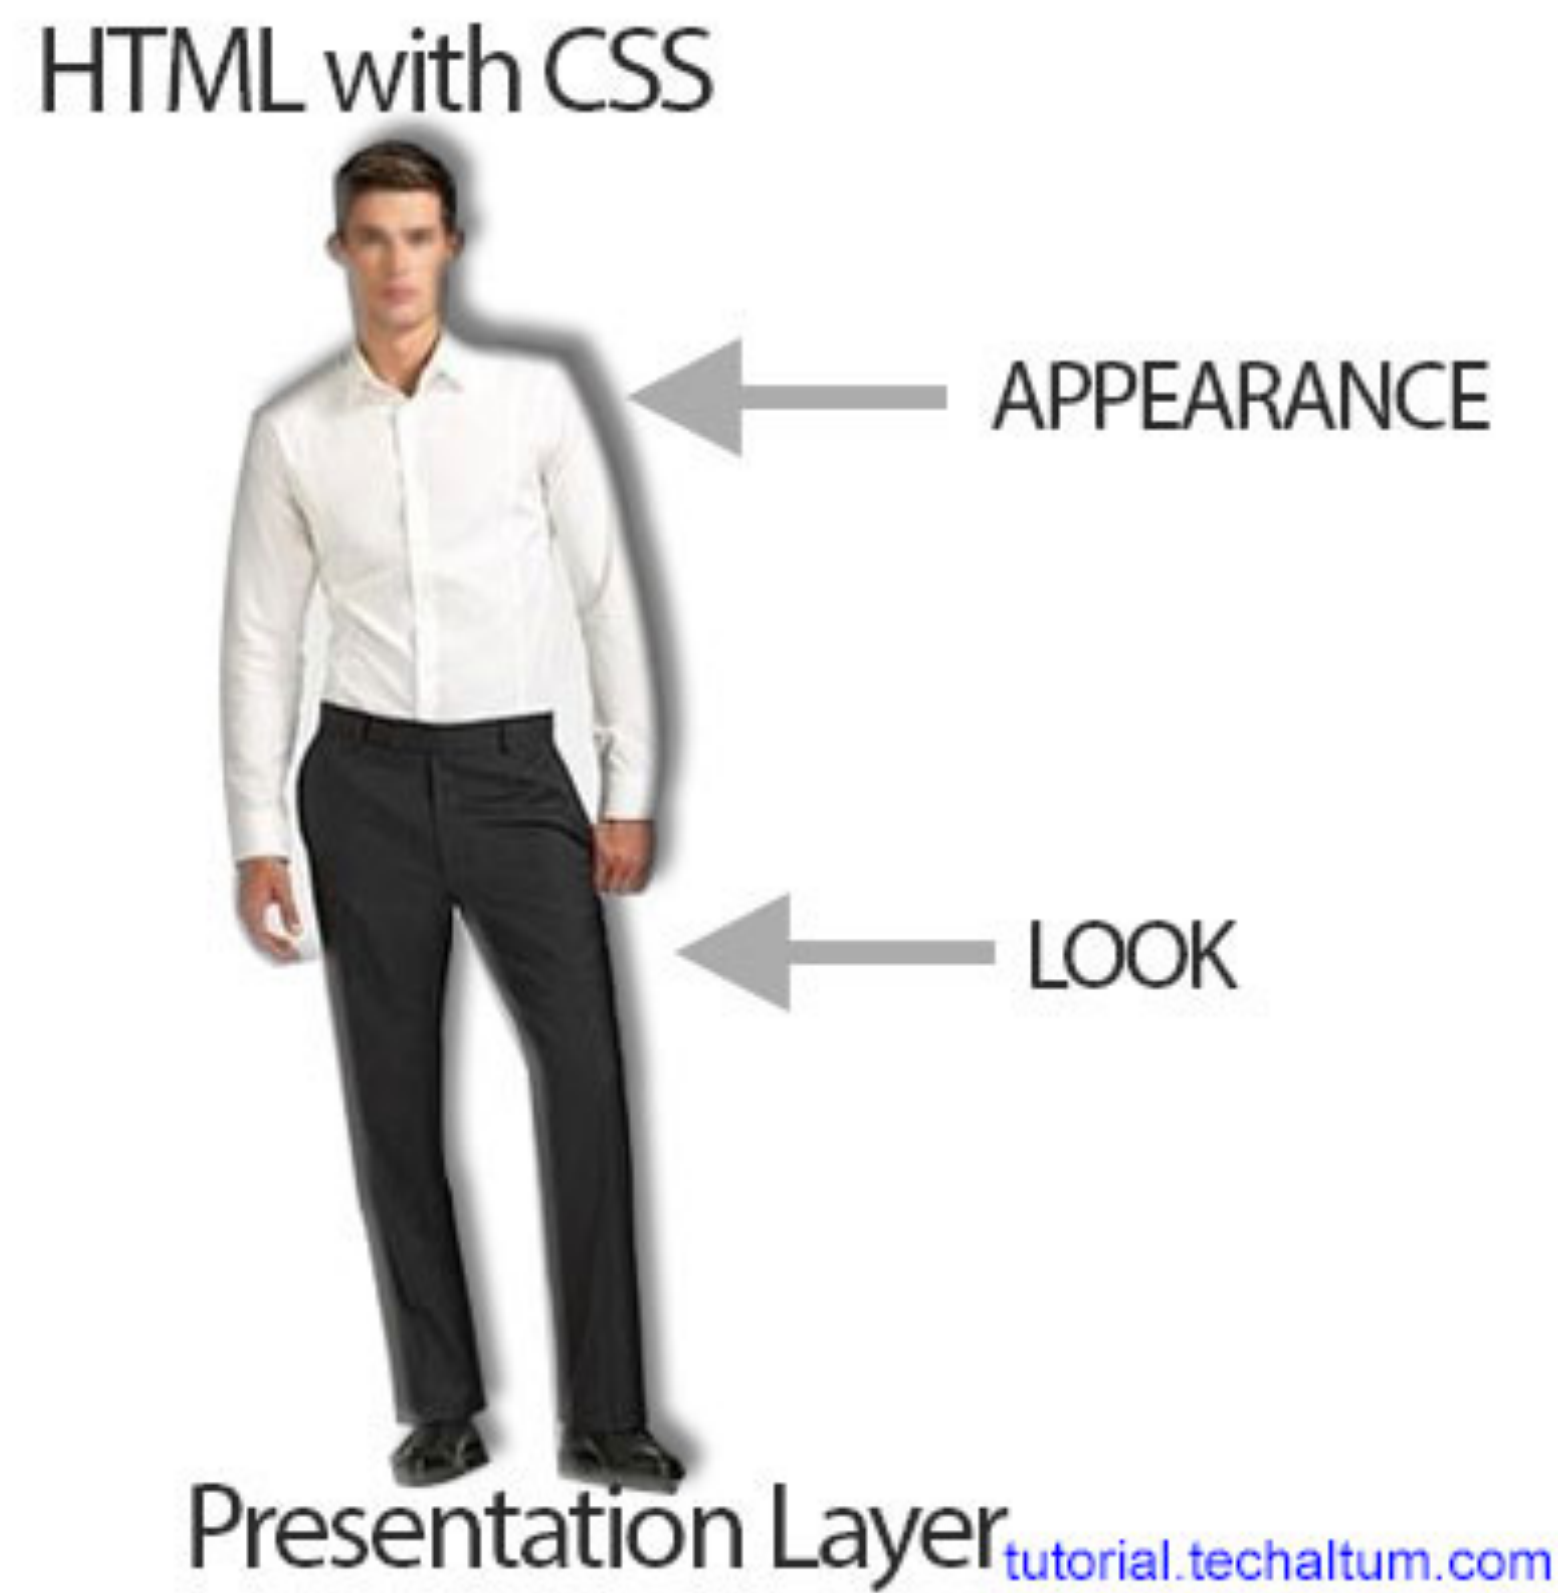 HTML with CSS
APPEARANCE
LOOK
Presentation Layer
tutorial.techaltum.com